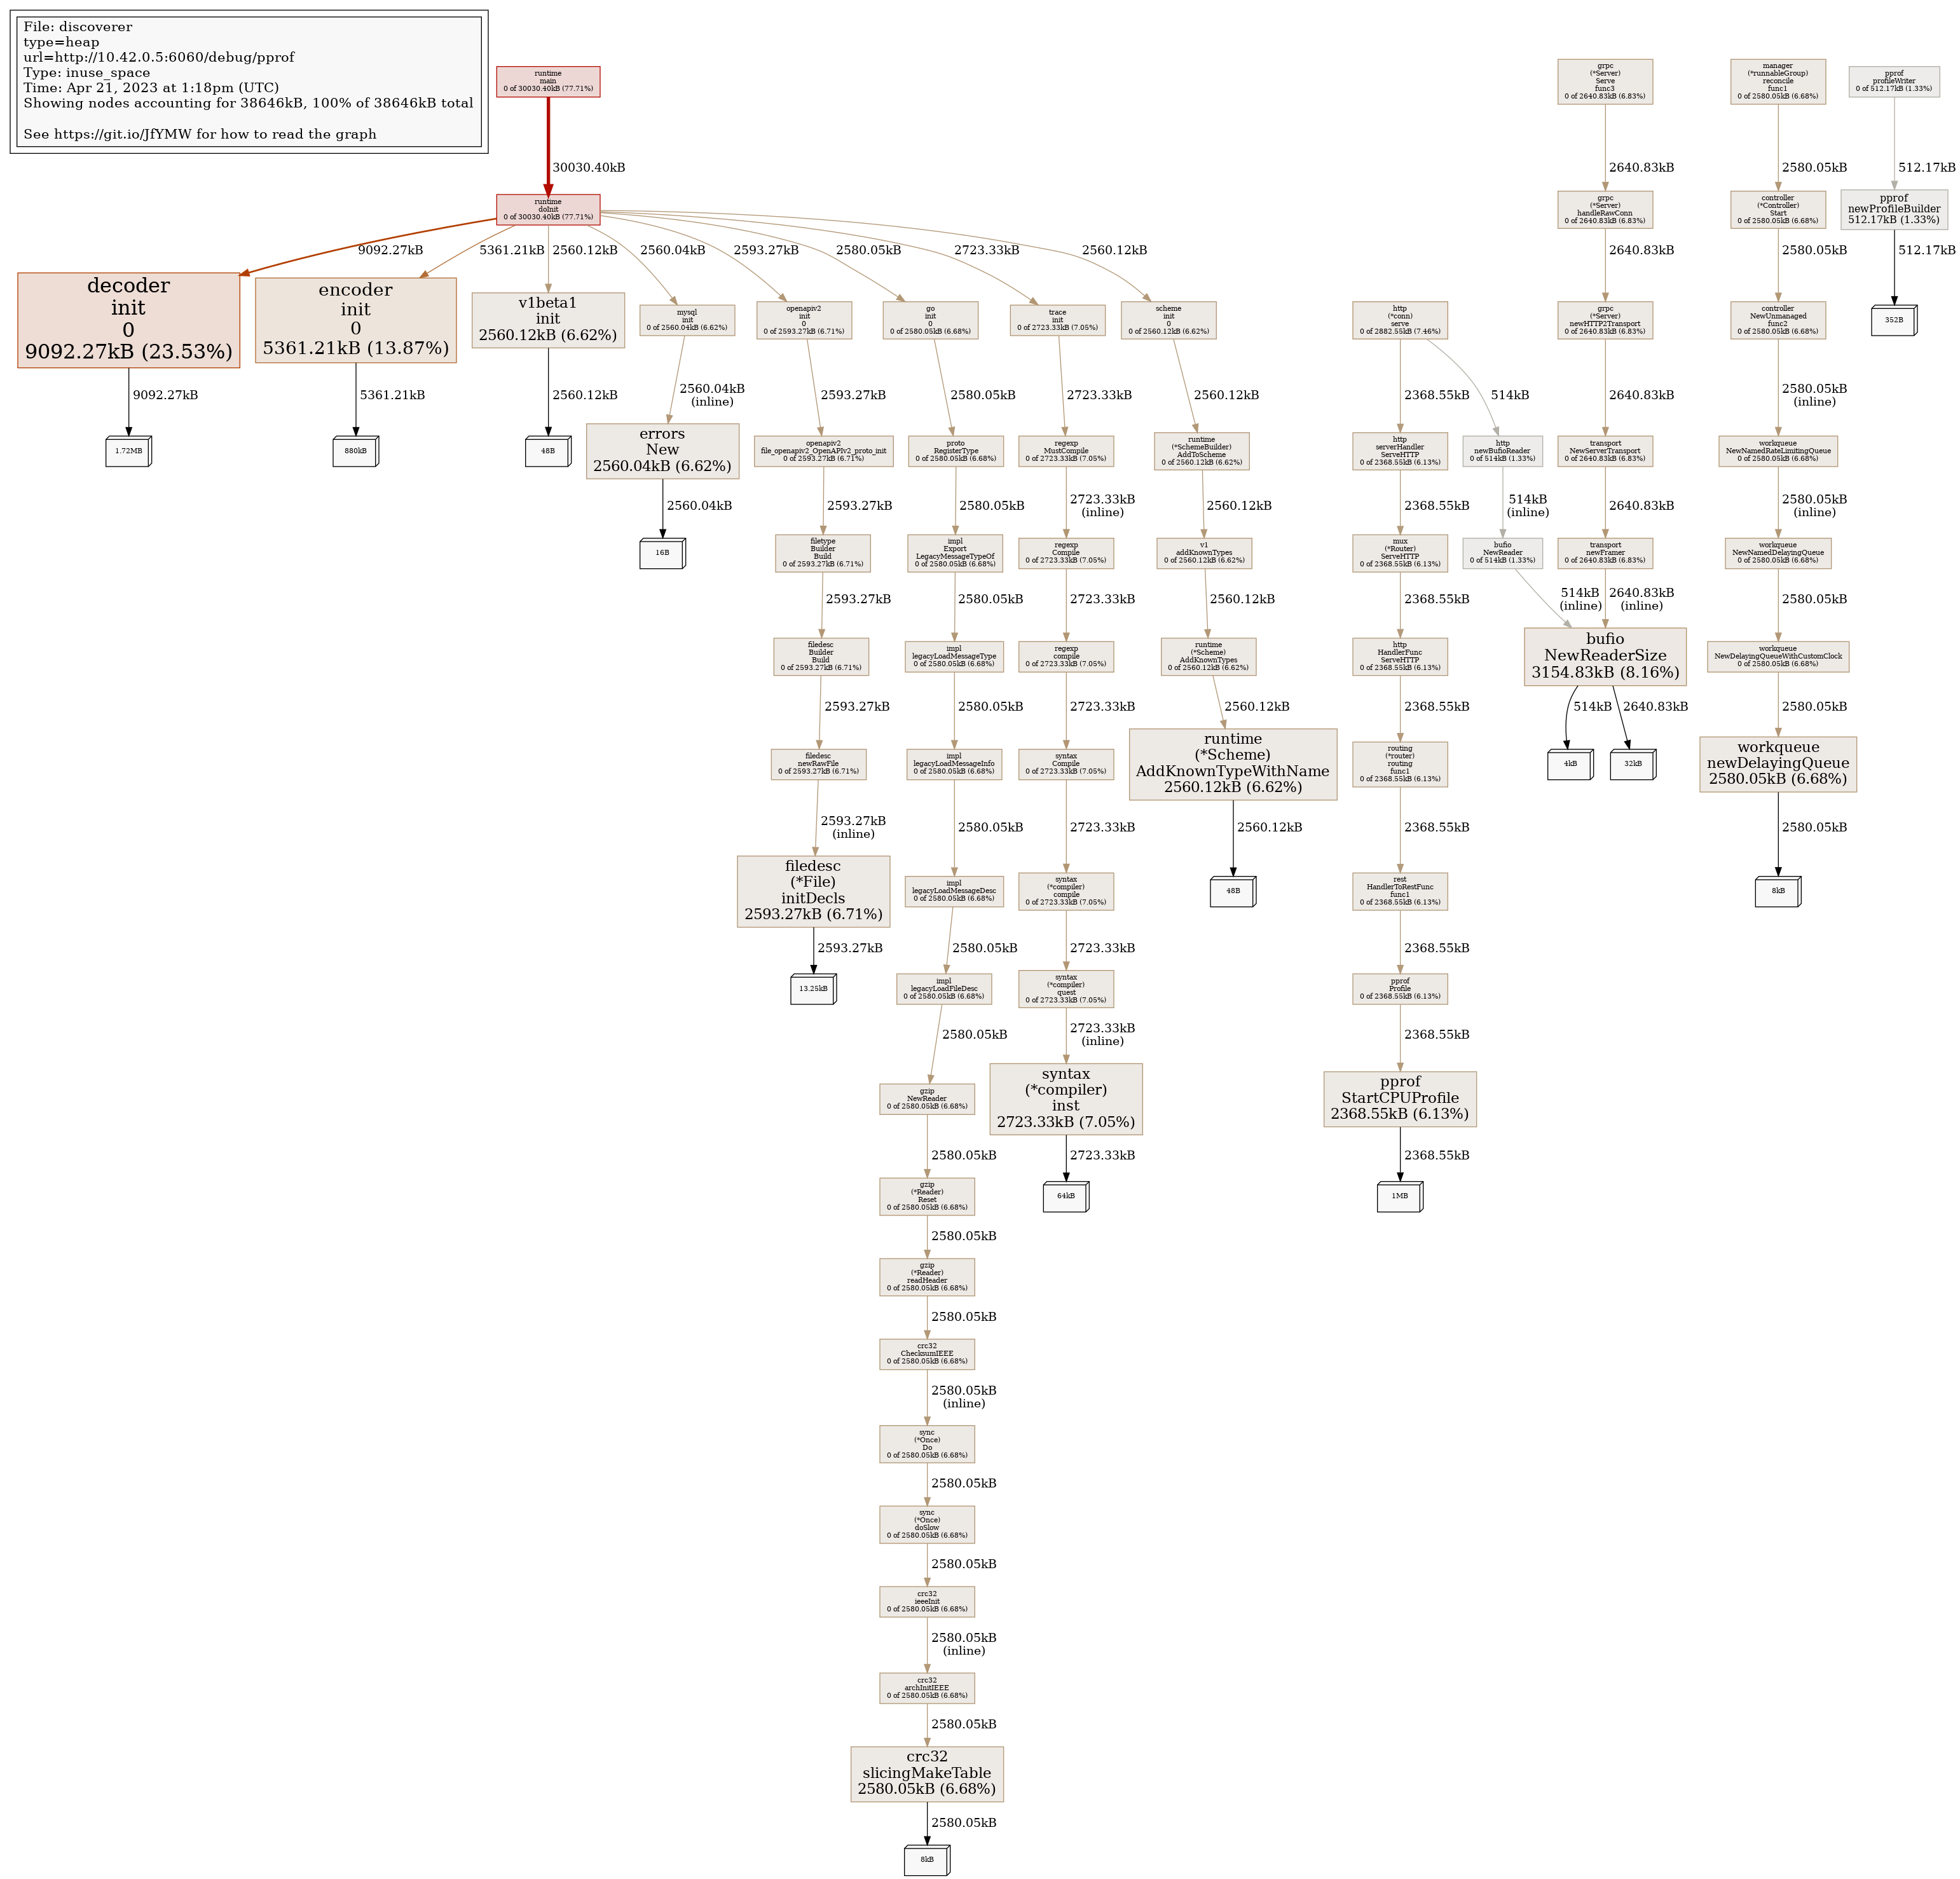 File: discoverer
type=heap
url=http://10.42.0.5:6060/debug/pprof
Type: inuse_space
Time: Apr 21, 2023 at 1:18pm (UTC)
Showing nodes accounting for 38646kB, 100% of 38646kB total
See https://git.io/JfYMW for how to read the graph
runtime
main
0 of 30030.40kB (77.71%)
30030.40kB
runtime
doInit
0 of 30030.40kB (77.71%)
9092.27kB
decoder
init
0
9092.27kB (23.53%)
9092.27kB
1.72MB
5361.21kB
encoder
init
0
5361.21kB (13.87%)
5361.21kB
880kB
2560.12kB
v1beta1
init
2560.12kB (6.62%)
2560.12kB
48B
2560.04kB
mysql
init
0 of 2560.04kB (6.62%)
2560.04kB
(inline)
errors
New
2560.04kB (6.62%)
2560.04kB
16B
2593.27kB
openapiv2
init
0
0 of 2593.27kB (6.71%)
2593.27kB
openapiv2
file_openapiv2_OpenAPIv2_proto_init
0 of 2593.27kB (6.71%)
2593.27kB
filetype
Builder
Build
0 of 2593.27kB (6.71%)
2593.27kB
filedesc
Builder
Build
0 of 2593.27kB (6.71%)
2593.27kB
filedesc
newRawFile
0 of 2593.27kB (6.71%)
2593.27kB
(inline)
filedesc
(*File)
initDecls
2593.27kB (6.71%)
2593.27kB
13.25kB
2580.05kB
go
init
0
0 of 2580.05kB (6.68%)
2580.05kB
proto
RegisterType
0 of 2580.05kB (6.68%)
2580.05kB
impl
Export
LegacyMessageTypeOf
0 of 2580.05kB (6.68%)
2580.05kB
impl
legacyLoadMessageType
0 of 2580.05kB (6.68%)
2580.05kB
impl
legacyLoadMessageInfo
0 of 2580.05kB (6.68%)
2580.05kB
impl
legacyLoadMessageDesc
0 of 2580.05kB (6.68%)
2580.05kB
impl
legacyLoadFileDesc
0 of 2580.05kB (6.68%)
2580.05kB
gzip
NewReader
0 of 2580.05kB (6.68%)
2580.05kB
gzip
(*Reader)
Reset
0 of 2580.05kB (6.68%)
2580.05kB
gzip
(*Reader)
readHeader
0 of 2580.05kB (6.68%)
2580.05kB
crc32
ChecksumIEEE
0 of 2580.05kB (6.68%)
2580.05kB
(inline)
sync
(*Once)
Do
0 of 2580.05kB (6.68%)
2580.05kB
sync
(*Once)
doSlow
0 of 2580.05kB (6.68%)
2580.05kB
crc32
ieeeInit
0 of 2580.05kB (6.68%)
2580.05kB
(inline)
crc32
archInitIEEE
0 of 2580.05kB (6.68%)
2580.05kB
crc32
slicingMakeTable
2580.05kB (6.68%)
2580.05kB
8kB
2723.33kB
trace
init
0 of 2723.33kB (7.05%)
2723.33kB
regexp
MustCompile
0 of 2723.33kB (7.05%)
2723.33kB
(inline)
regexp
Compile
0 of 2723.33kB (7.05%)
2723.33kB
regexp
compile
0 of 2723.33kB (7.05%)
2723.33kB
syntax
Compile
0 of 2723.33kB (7.05%)
2723.33kB
syntax
(*compiler)
compile
0 of 2723.33kB (7.05%)
2723.33kB
syntax
(*compiler)
quest
0 of 2723.33kB (7.05%)
2723.33kB
(inline)
syntax
(*compiler)
inst
2723.33kB (7.05%)
2723.33kB
64kB
2560.12kB
scheme
init
0
0 of 2560.12kB (6.62%)
2560.12kB
runtime
(*SchemeBuilder)
AddToScheme
0 of 2560.12kB (6.62%)
2560.12kB
v1
addKnownTypes
0 of 2560.12kB (6.62%)
2560.12kB
runtime
(*Scheme)
AddKnownTypes
0 of 2560.12kB (6.62%)
2560.12kB
runtime
(*Scheme)
AddKnownTypeWithName
2560.12kB (6.62%)
2560.12kB
48B
http
(*conn)
serve
0 of 2882.55kB (7.46%)
2368.55kB
http
serverHandler
ServeHTTP
0 of 2368.55kB (6.13%)
2368.55kB
mux
(*Router)
ServeHTTP
0 of 2368.55kB (6.13%)
2368.55kB
http
HandlerFunc
ServeHTTP
0 of 2368.55kB (6.13%)
2368.55kB
routing
(*router)
routing
func1
0 of 2368.55kB (6.13%)
2368.55kB
rest
HandlerToRestFunc
func1
0 of 2368.55kB (6.13%)
2368.55kB
pprof
Profile
0 of 2368.55kB (6.13%)
2368.55kB
pprof
StartCPUProfile
2368.55kB (6.13%)
2368.55kB
1MB
514kB
http
newBufioReader
0 of 514kB (1.33%)
514kB
(inline)
bufio
NewReader
0 of 514kB (1.33%)
514kB
(inline)
grpc
(*Server)
Serve
func3
0 of 2640.83kB (6.83%)
2640.83kB
grpc
(*Server)
handleRawConn
0 of 2640.83kB (6.83%)
2640.83kB
grpc
(*Server)
newHTTP2Transport
0 of 2640.83kB (6.83%)
2640.83kB
transport
NewServerTransport
0 of 2640.83kB (6.83%)
2640.83kB
transport
newFramer
0 of 2640.83kB (6.83%)
2640.83kB
(inline)
bufio
NewReaderSize
3154.83kB (8.16%)
514kB
4kB
2640.83kB
32kB
manager
(*runnableGroup)
reconcile
func1
0 of 2580.05kB (6.68%)
2580.05kB
controller
(*Controller)
Start
0 of 2580.05kB (6.68%)
2580.05kB
controller
NewUnmanaged
func2
0 of 2580.05kB (6.68%)
2580.05kB
(inline)
workqueue
NewNamedRateLimitingQueue
0 of 2580.05kB (6.68%)
2580.05kB
(inline)
workqueue
NewNamedDelayingQueue
0 of 2580.05kB (6.68%)
2580.05kB
workqueue
NewDelayingQueueWithCustomClock
0 of 2580.05kB (6.68%)
2580.05kB
workqueue
newDelayingQueue
2580.05kB (6.68%)
2580.05kB
8kB
pprof
profileWriter
0 of 512.17kB (1.33%)
512.17kB
pprof
newProfileBuilder
512.17kB (1.33%)
512.17kB
352B